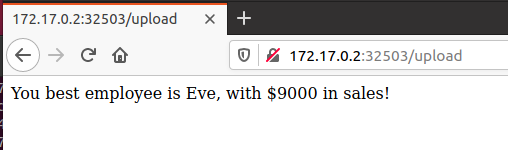 172.17.0.2:32503/upload
172.17.0.2:32503/upload
You best employee is Eve, with $9000 in sales!